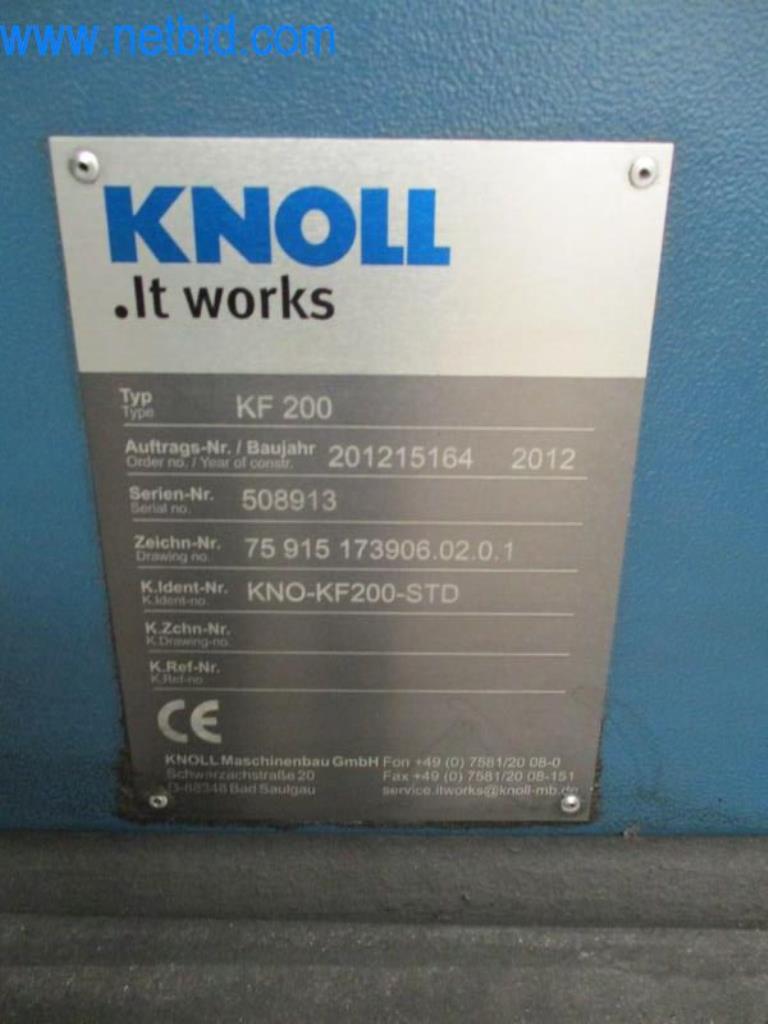 www.netbid.com
KNOLL
.It works
Typ
Type KF 200
Auftrags-Nr. / Baujahr
Order no. / Year of constr. 201215164 2012
Serien-Nr.
Serial no. 508913
Zeichn-Nr.
Drawing no. 75 915 173906.02.0.1
K.Ident-Nr.
K.Ident-no. KNO-KF200-STD
K.Zchn-Nr.
K.Drawing-no.
K.Ref-Nr.
K.Ref-no
CE
KNOLL Maschinenbau GmbH Fon +49 (0) 7581/20 08-0
Schwarzachstraße 20 Fax +49 (0) 7581/20 08-151
D-88348 Bad Saulgau service.itworks@knoll-mb.de